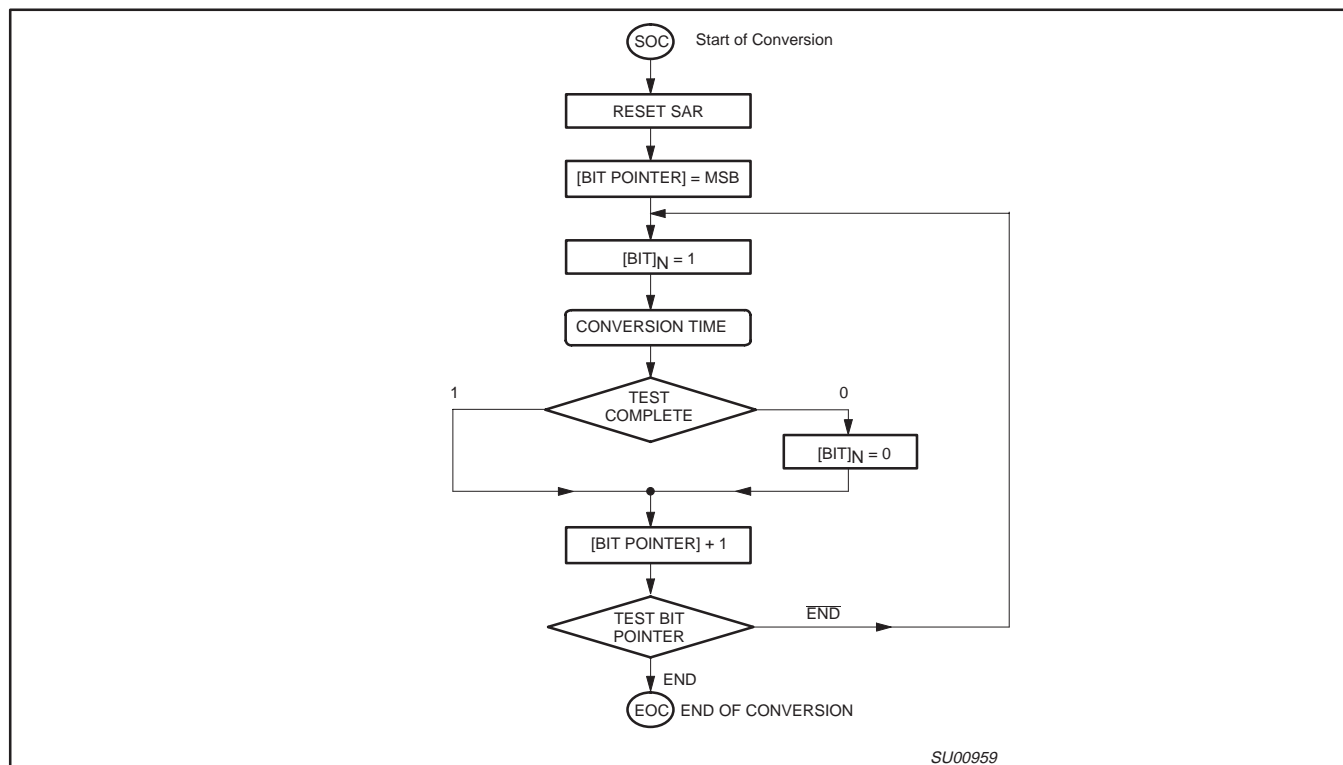 SOC Start of Conversion
RESET SAR
[BIT POINTER] = MSB
[BIT]N = 1
CONVERSION TIME
1
TEST
COMPLETE
0
[BIT]N = 0
[BIT POINTER] + 1
TEST BIT
POINTER
E̅N̅D̅
END
EOC END OF CONVERSION
SU00959